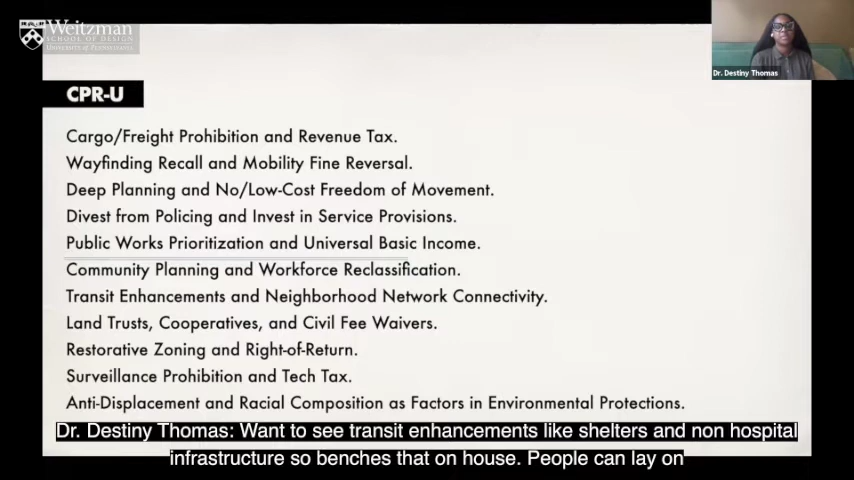 Weitzman
SCHOOL OF DESIGN
UNIVERSITY of PENNSYLVANIA
Dr. Destiny Thomas
CPR-U
Cargo/Freight Prohibition and Revenue Tax.
Wayfinding Recall and Mobility Fine Reversal.
Deep Planning and No/Low-Cost Freedom of Movement.
Divest from Policing and Invest in Service Provisions.
Public Works Prioritization and Universal Basic Income.
Community Planning and Workforce Reclassification.
Transit Enhancements and Neighborhood Network Connectivity.
Land Trusts, Cooperatives, and Civil Fee Waivers.
Restorative Zoning and Right-of-Return.
Surveillance Prohibition and Tech Tax.
Anti-Displacement and Racial Composition as Factors in Environmental Protections.
Dr. Destiny Thomas: Want to see transit enhancements like shelters and non hospital
infrastructure so benches that on house. People can lay on